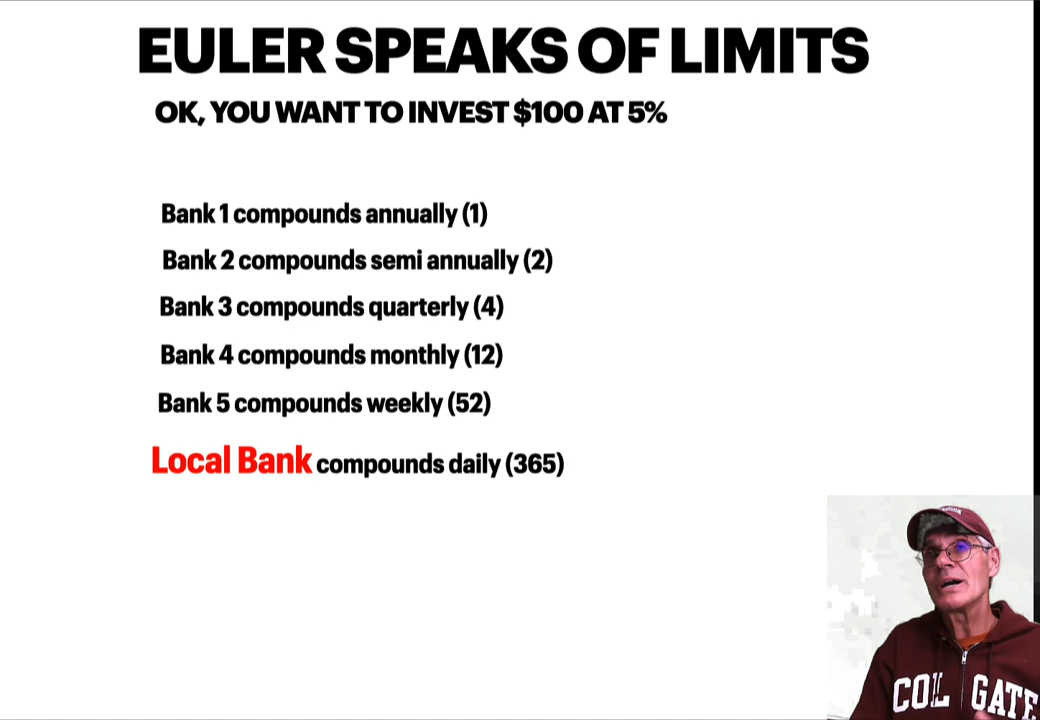 EULER SPEAKS OF LIMITS
OK, YOU WANT TO INVEST $100 AT 5%
Bank 1 compounds annually (1)
Bank 2 compounds semi annually (2)
Bank 3 compounds quarterly (4)
Bank 4 compounds monthly (12)
Bank 5 compounds weekly (52)
Local Bank compounds daily (365)
COL GATE